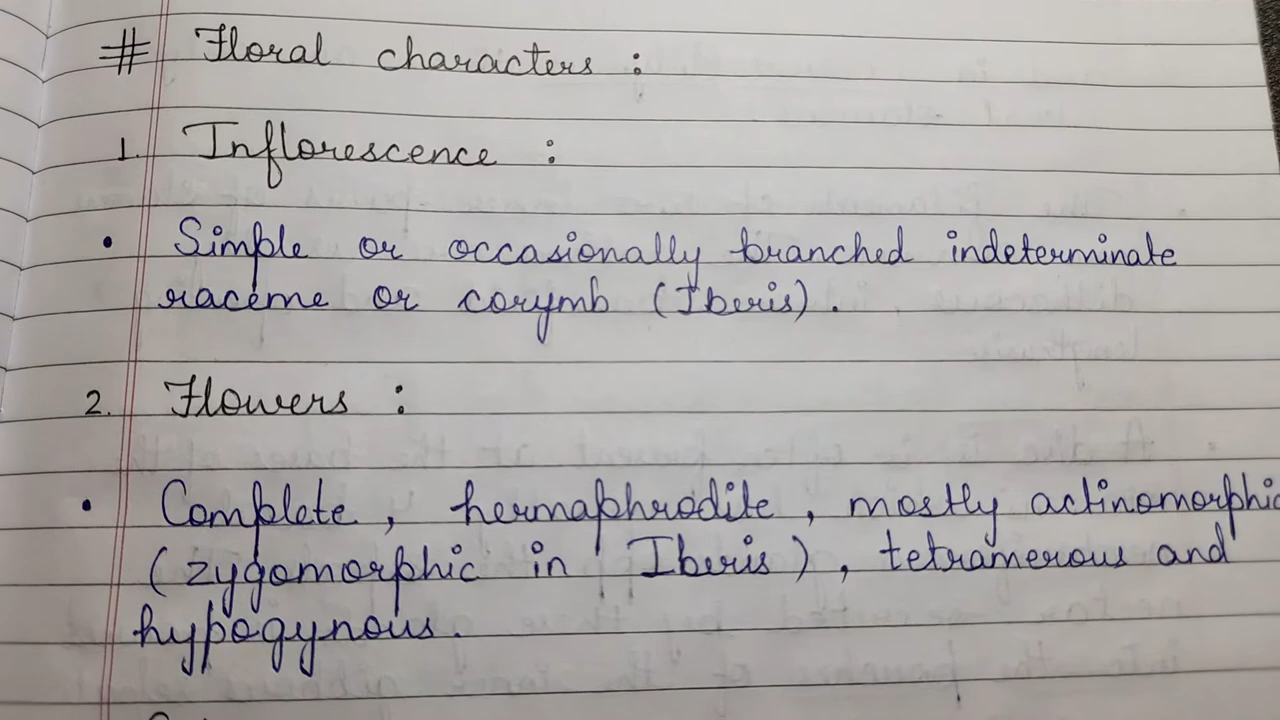 # Floral characters :
1. Inflorescence :
• Simple or occasionally branched indeterminate
raceme or corymb (Iberis).
2. Flowers :
• Complete, hermaphrodite, mostly actinomorphic
(zygomorphic in Iberis), tetramerous and
hypogynous.